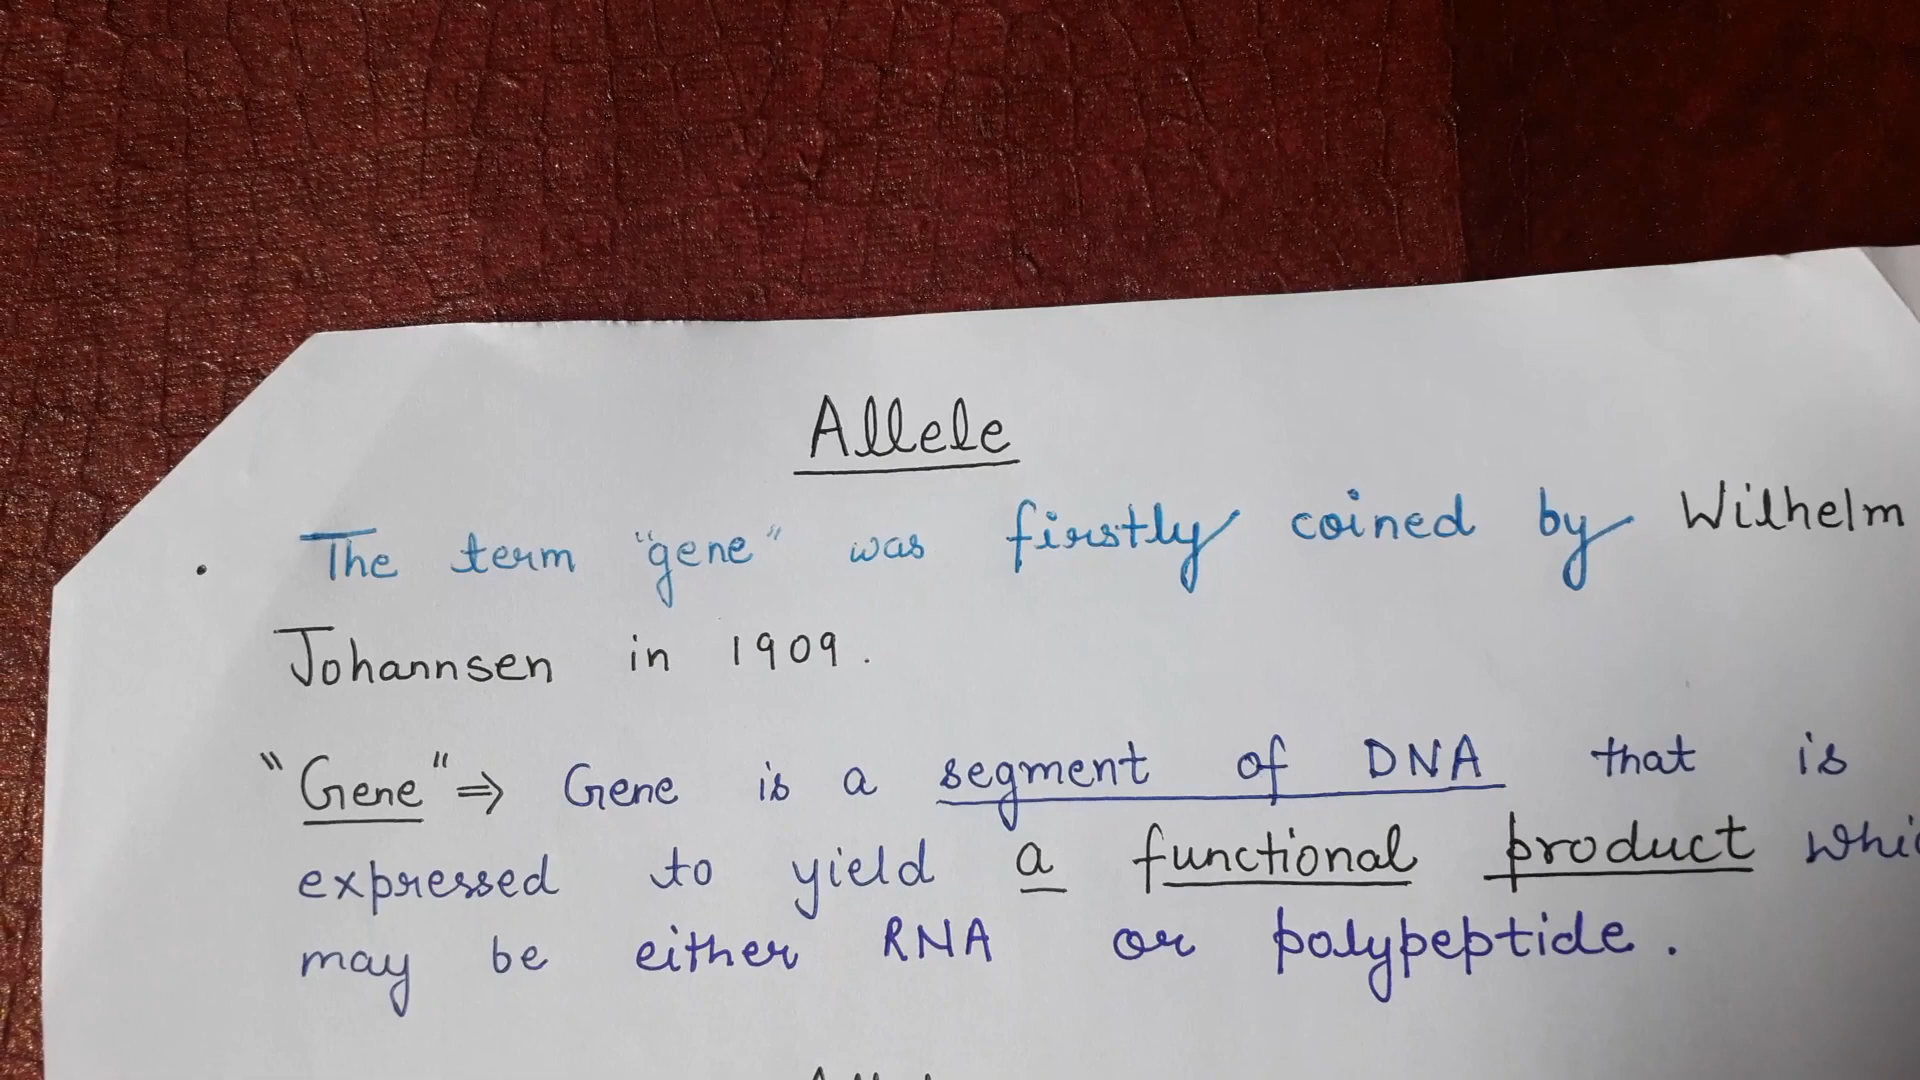 Allele
. The term "gene" was firstly coined by Wilhelm
Johannsen in 1909.
"Gene" ⇒ Gene is a segment of DNA that is
expressed to yield a functional product whic
may be either RNA or polypeptide.